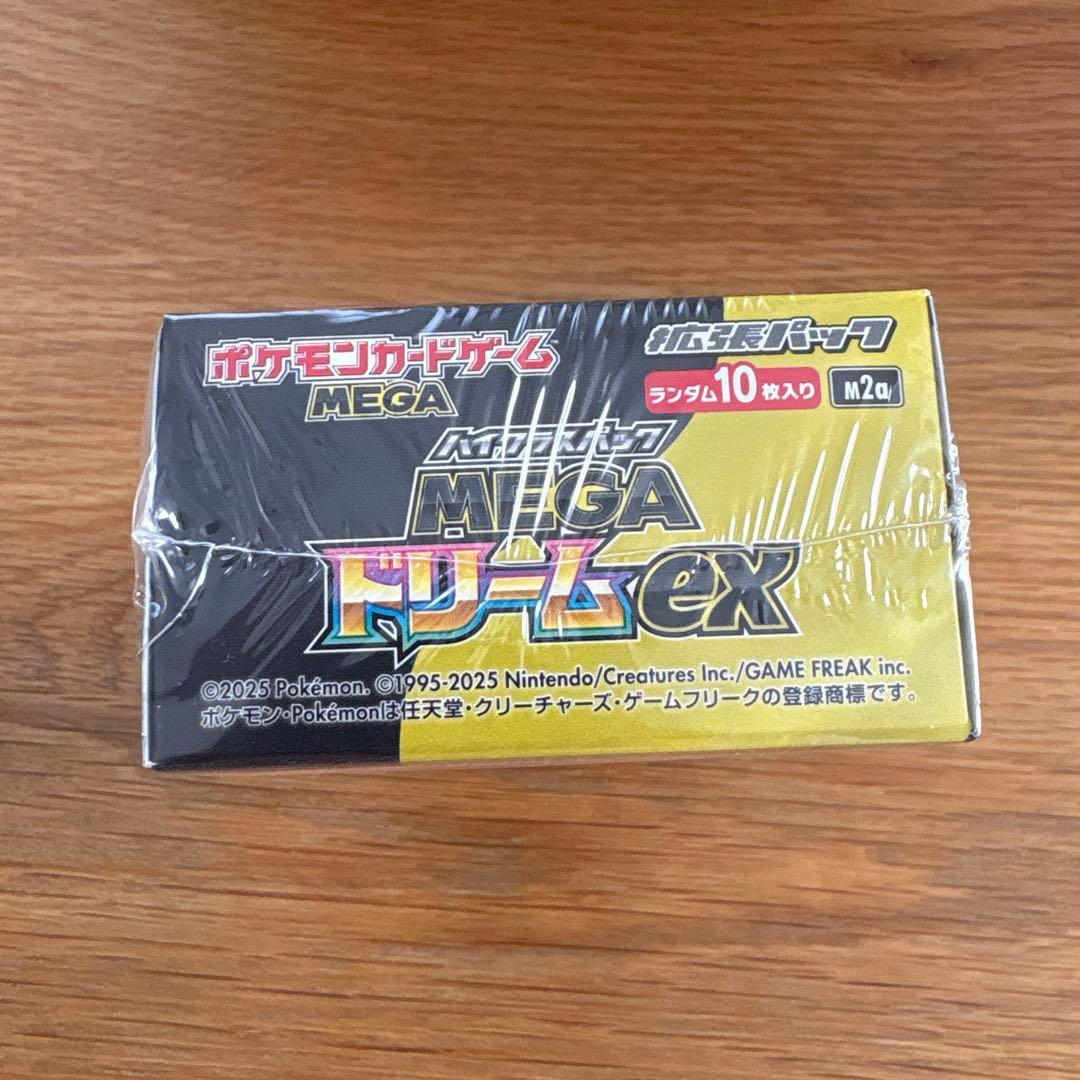 ポケモンカードゲーム™
MEGA
拡張パック
ランダム10枚入り
M2a
ハイクラスパック
MEGA
ドリームex
©2025 Pokémon. ©1995-2025 Nintendo/Creatures Inc./GAME FREAK inc.
ポケモン・Pokémonは任天堂・クリーチャーズ・ゲームフリークの登録商標です。